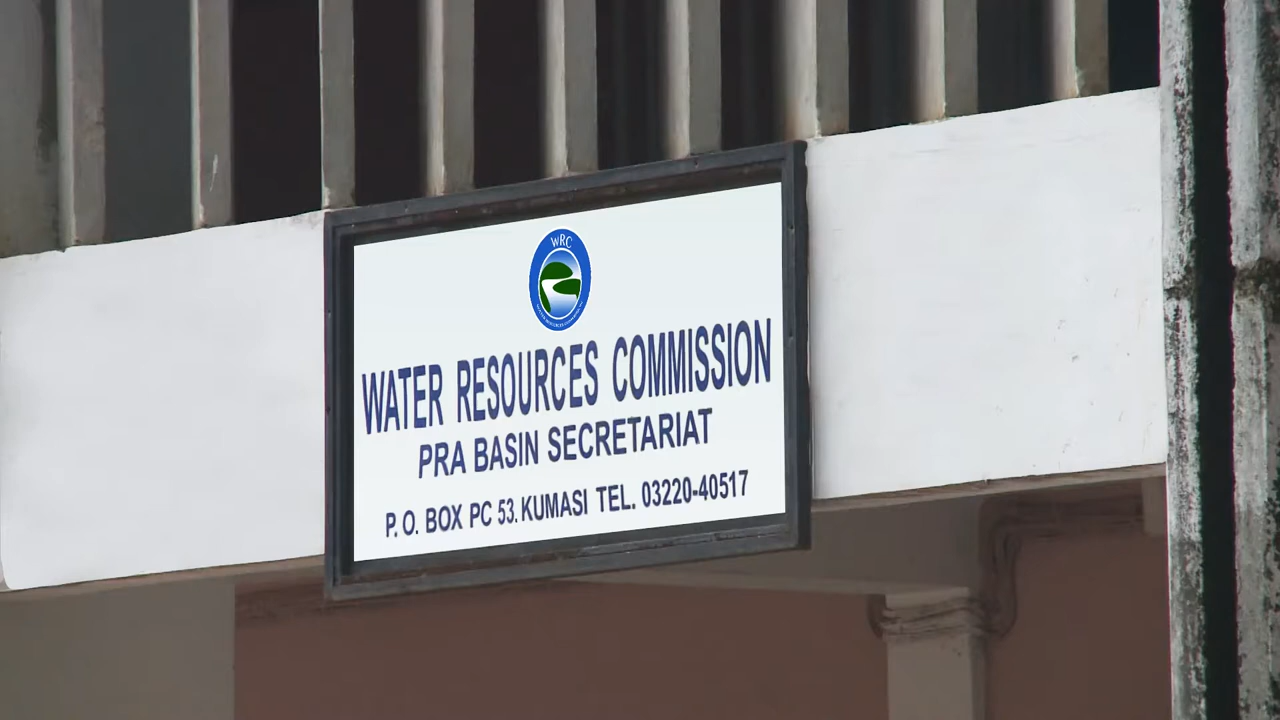 WRC
WATER RESOURCES COMMISSION
PRA BASIN SECRETARIAT
P. O. BOX PC 53. KUMASI TEL. 03220-40517